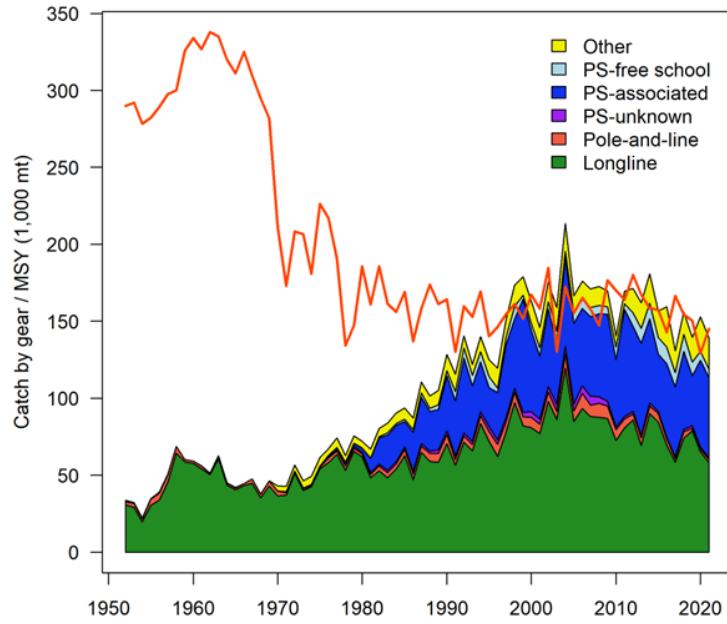 350
300
250
200
150
100
50
0
Catch by gear / MSY (1,000 mt)
Other
PS-free school
PS-associated
PS-unknown
Pole-and-line
Longline
1950 1960 1970 1980 1990 2000 2010 2020